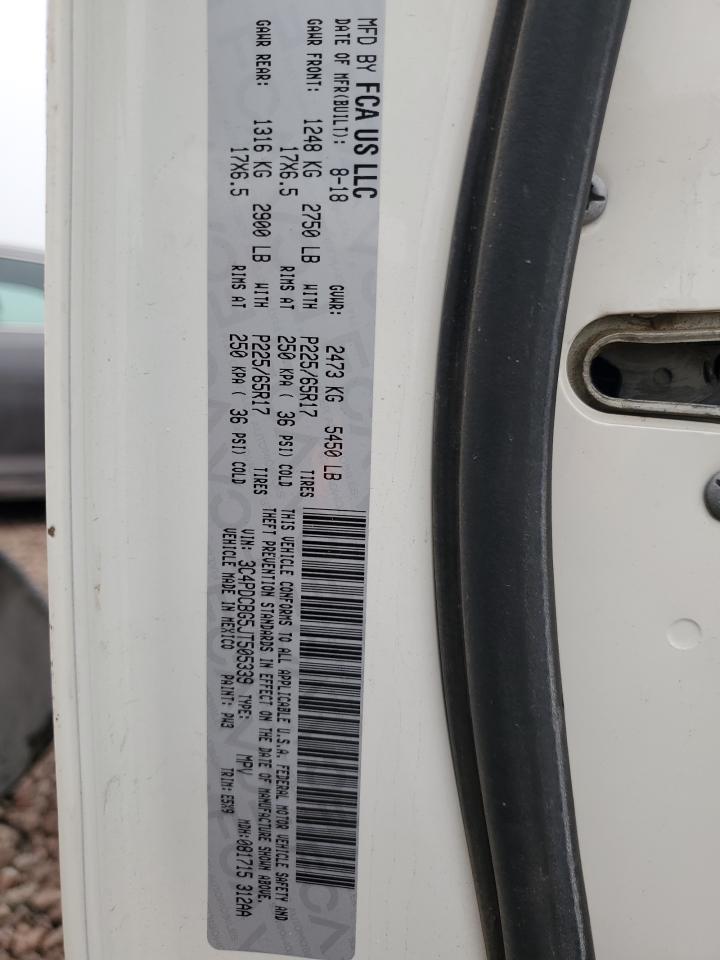 MFD BY FCA US LLC
DATE OF MFR(BUILT): 8-18 GVWR: 2473 KG 5450 LB
GAWR FRONT: 1248 KG 2750 LB WITH P225/65R17 TIRES
17X6.5 RIMS AT 250 KPA ( 36 PSI) COLD
GAWR REAR: 1316 KG 2900 LB WITH P225/65R17 TIRES
17X6.5 RIMS AT 250 KPA ( 36 PSI) COLD
THIS VEHICLE CONFORMS TO ALL APPLICABLE U.S.A. FEDERAL MOTOR VEHICLE SAFETY AND
THEFT PREVENTION STANDARDS IN EFFECT ON THE DATE OF MANUFACTURE SHOWN ABOVE.
VIN: 3C4PDCBG5JT505339 TYPE: MPV MDH:081715 312AA
VEHICLE MADE IN MEXICO PAINT: PW3 TRIM: E5X9